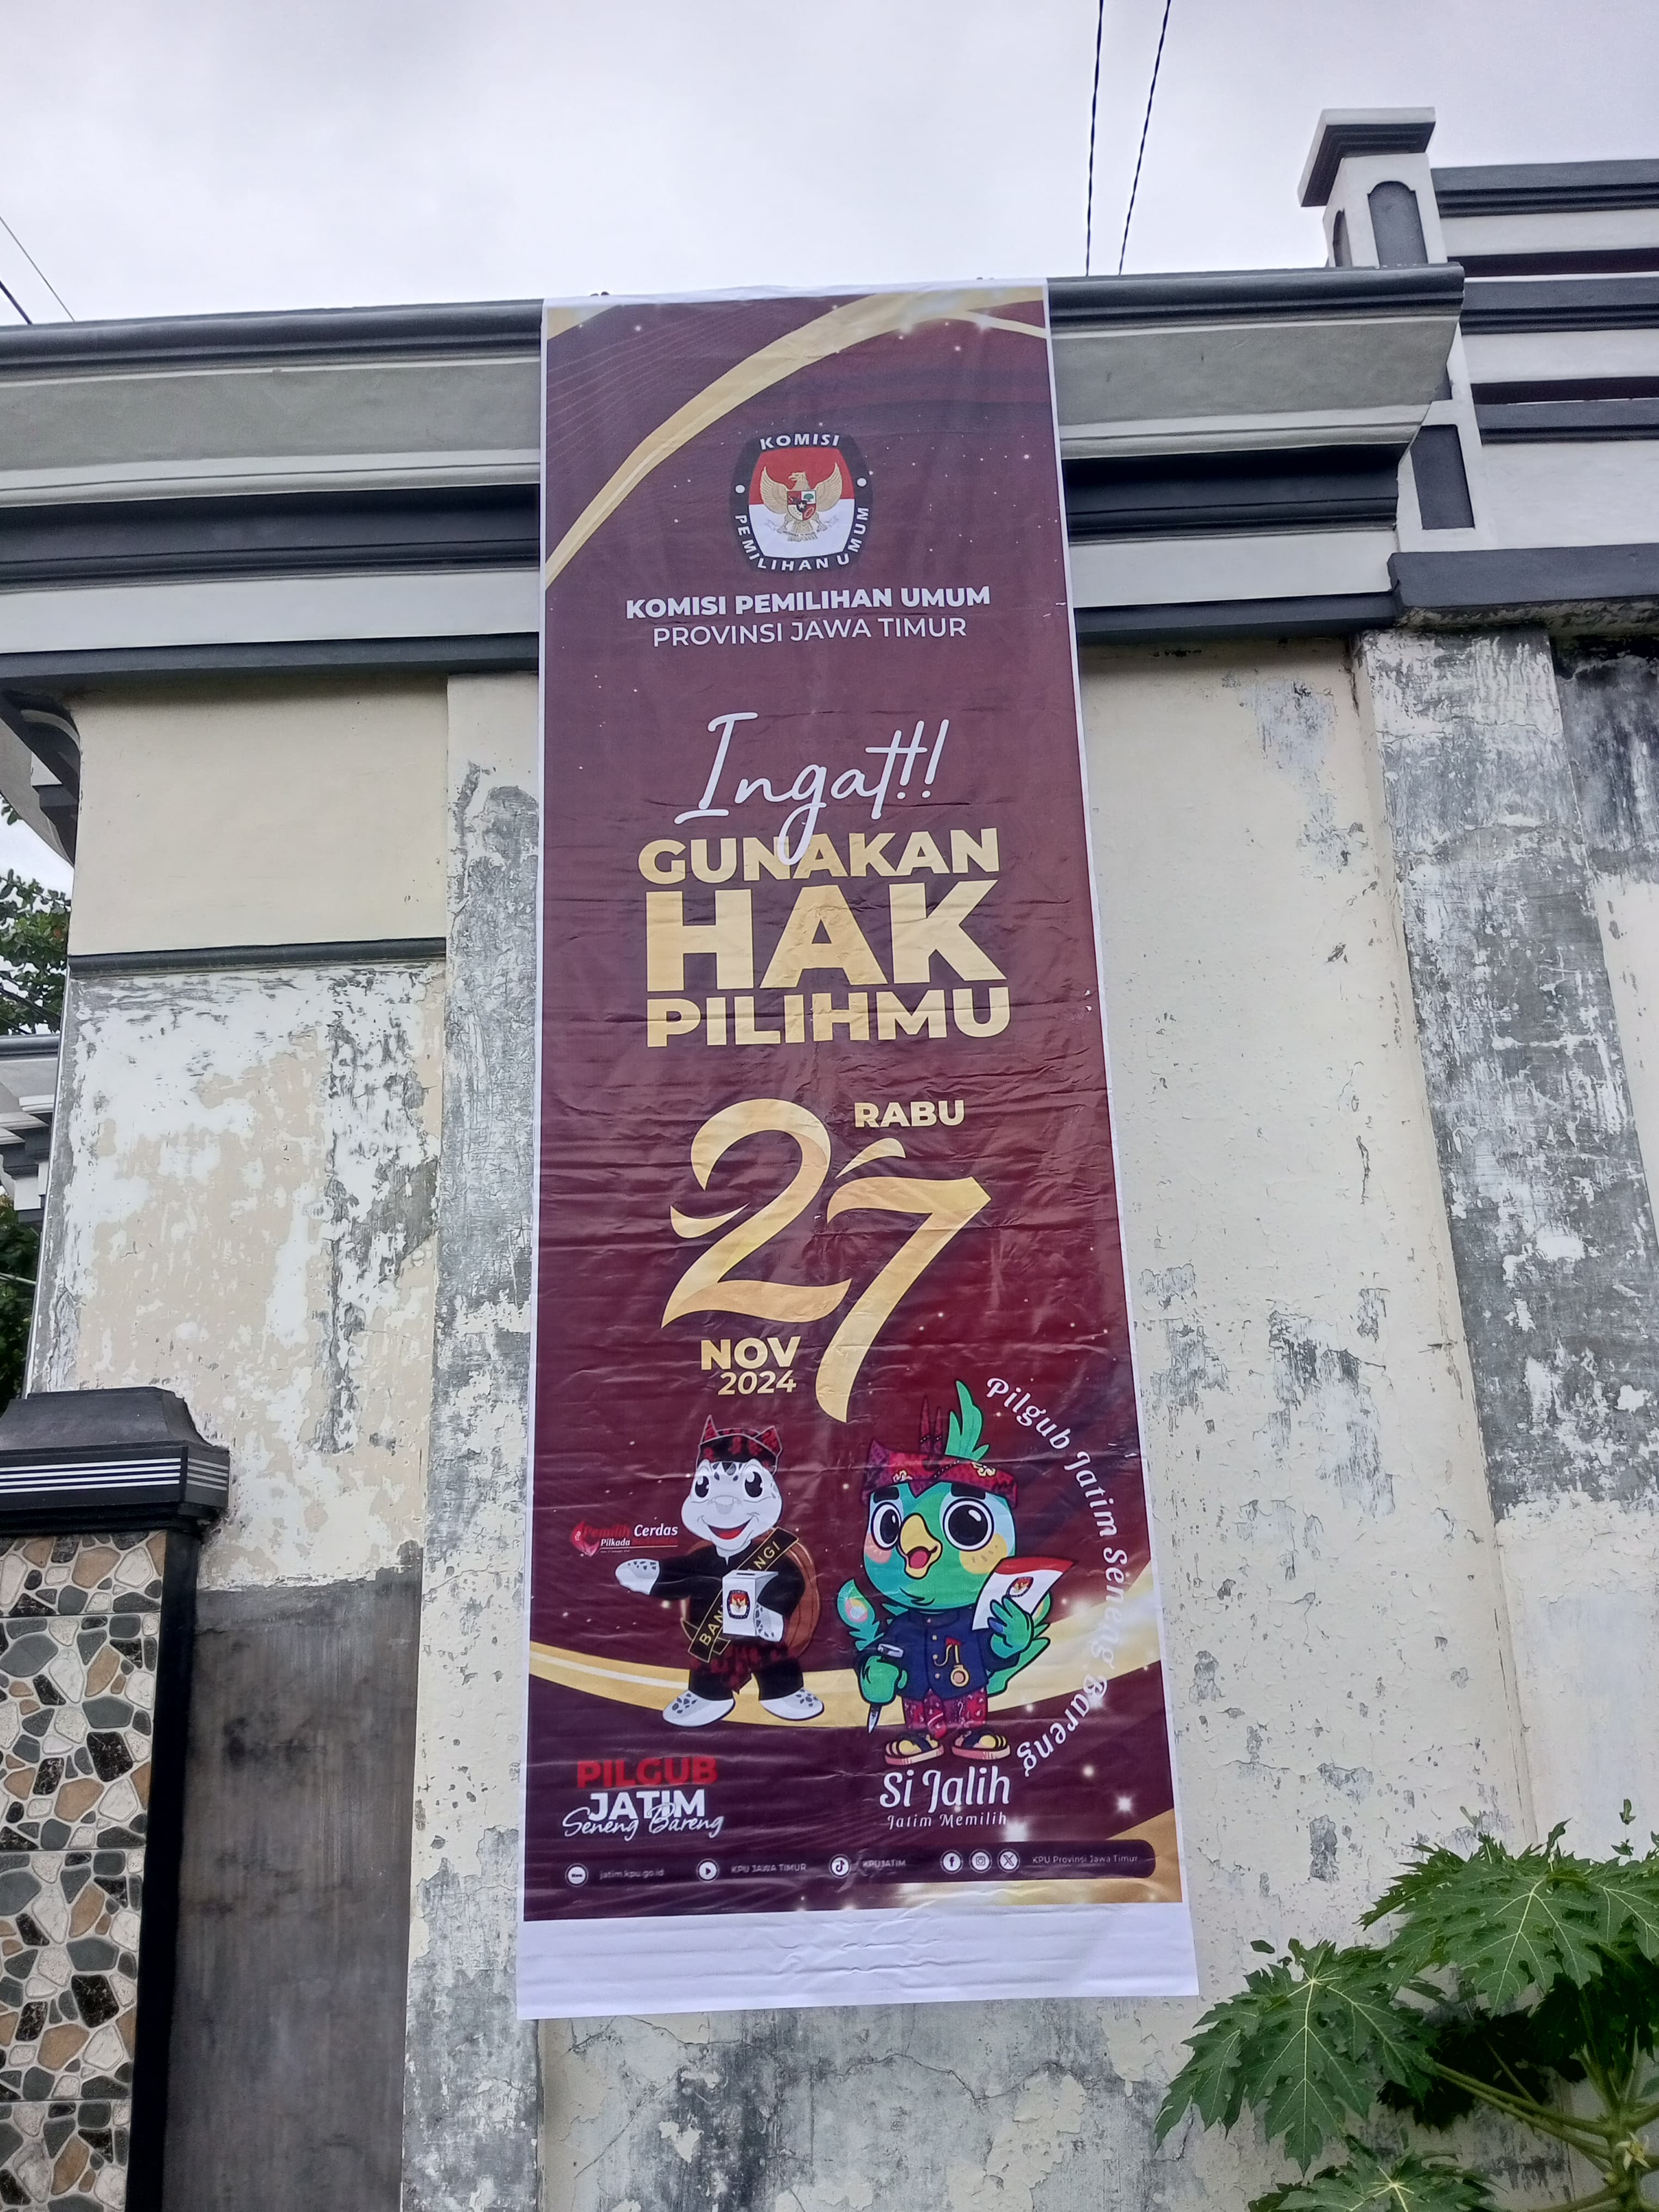 KOMISI
PEMILIHAN UMUM
KOMISI PEMILIHAN UMUM
PROVINSI JAWA TIMUR
Ingat!!
GUNAKAN
HAK
PILIHMU
RABU
27
NOV
2024
Pilgub Jatim Seneng Bareng
Pemilih Cerdas
Pilkada
PILGUB
JATIM
Seneng Bareng
Si Jalih
Jatim Memilih
jatim.kpu.go.id
KPU JAWA TIMUR
KPUJATIM
KPU Provinsi Jawa Timur